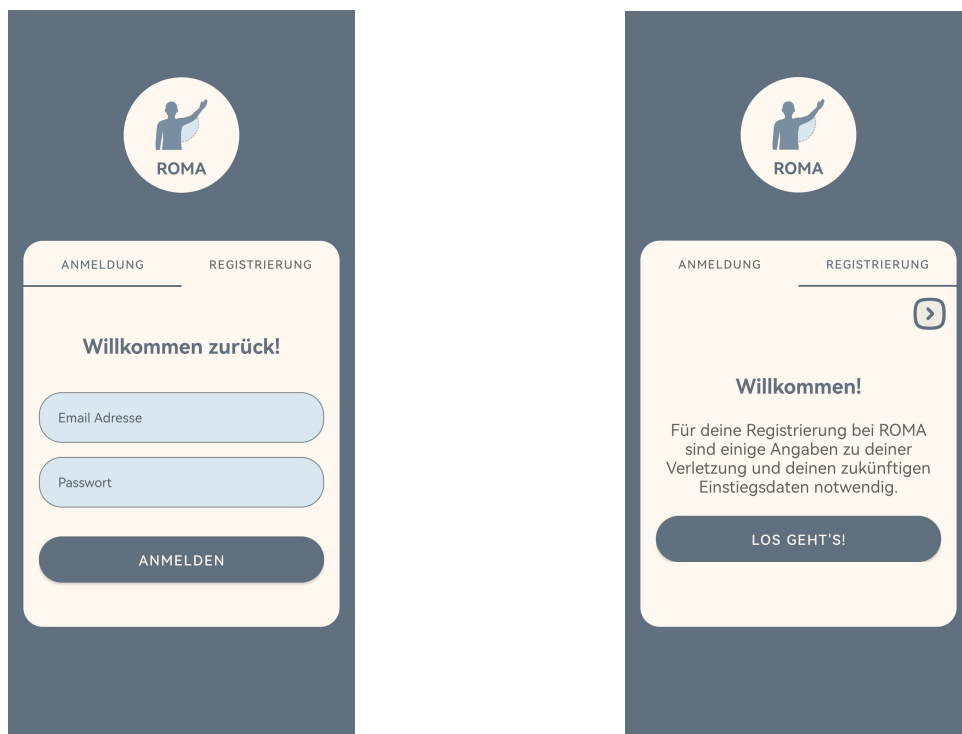 ROMA
ANMELDUNG
REGISTRIERUNG
Willkommen zurück!
Email Adresse
Passwort
ANMELDEN
ROMA
ANMELDUNG
REGISTRIERUNG
Willkommen!
Für deine Registrierung bei ROMA
sind einige Angaben zu deiner
Verletzung und deinen zukünftigen
Einstiegsdaten notwendig.
LOS GEHT'S!